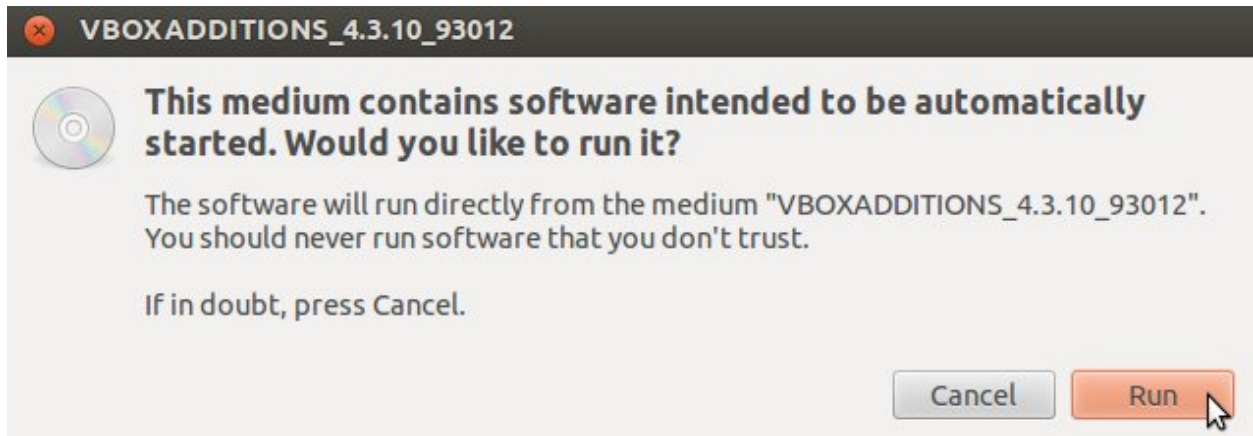 VBOXADDITIONS_4.3.10_93012
This medium contains software intended to be automatically
started. Would you like to run it?
The software will run directly from the medium "VBOXADDITIONS_4.3.10_93012".
You should never run software that you don't trust.
If in doubt, press Cancel.
Cancel Run